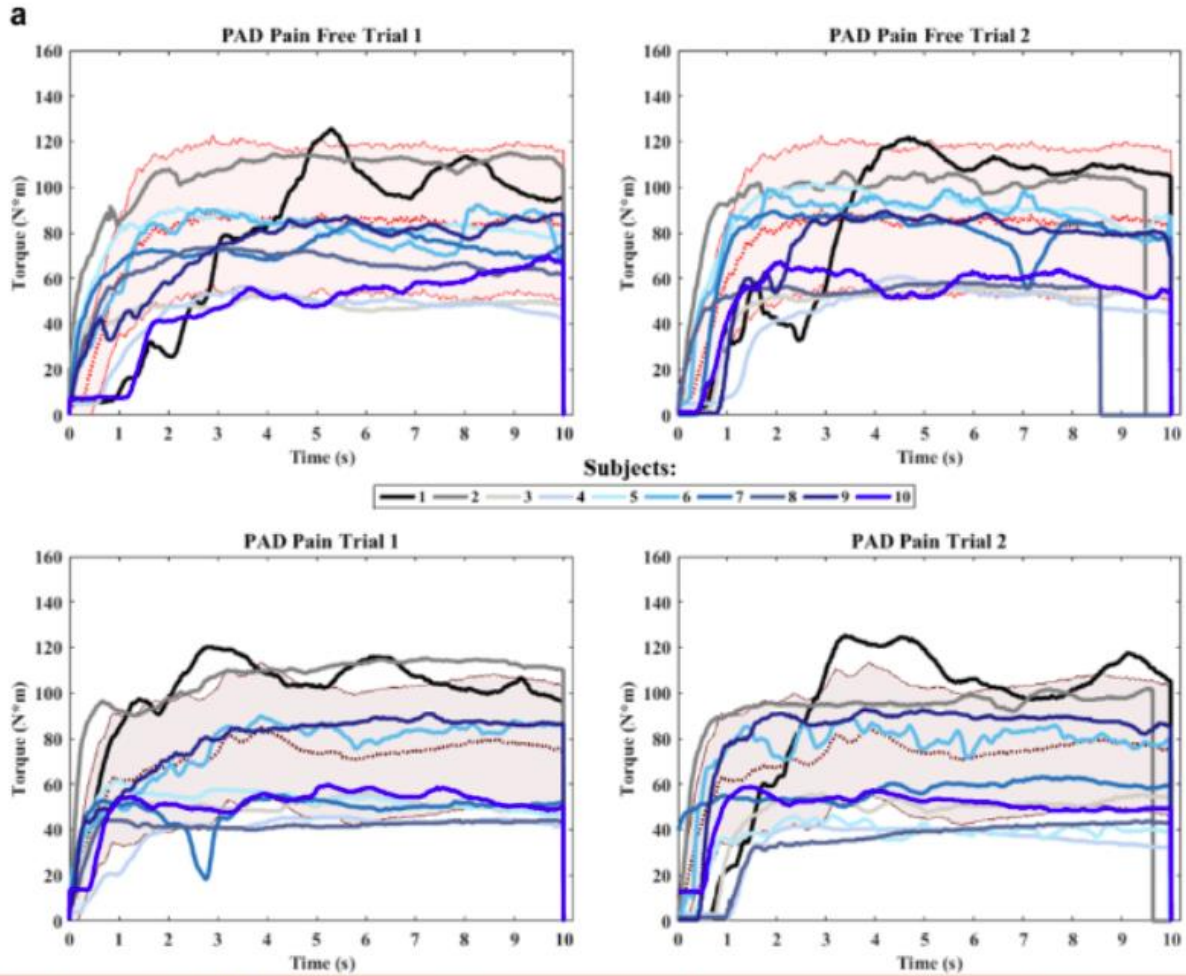 a
PAD Pain Free Trial 1
160
140
120
100
80
60
40
20
0
Torque (N*m)
0 1 2 3 4 5 6 7 8 9 10
Time (s)
PAD Pain Free Trial 2
160
140
120
100
80
60
40
20
0
Torque (N*m)
0 1 2 3 4 5 6 7 8 9 10
Time (s)
Subjects:
1 2 3 4 5 6 7 8 9 10
PAD Pain Trial 1
160
140
120
100
80
60
40
20
0
Torque (N*m)
0 1 2 3 4 5 6 7 8 9 10
Time (s)
PAD Pain Trial 2
160
140
120
100
80
60
40
20
0
Torque (N*m)
0 1 2 3 4 5 6 7 8 9 10
Time (s)